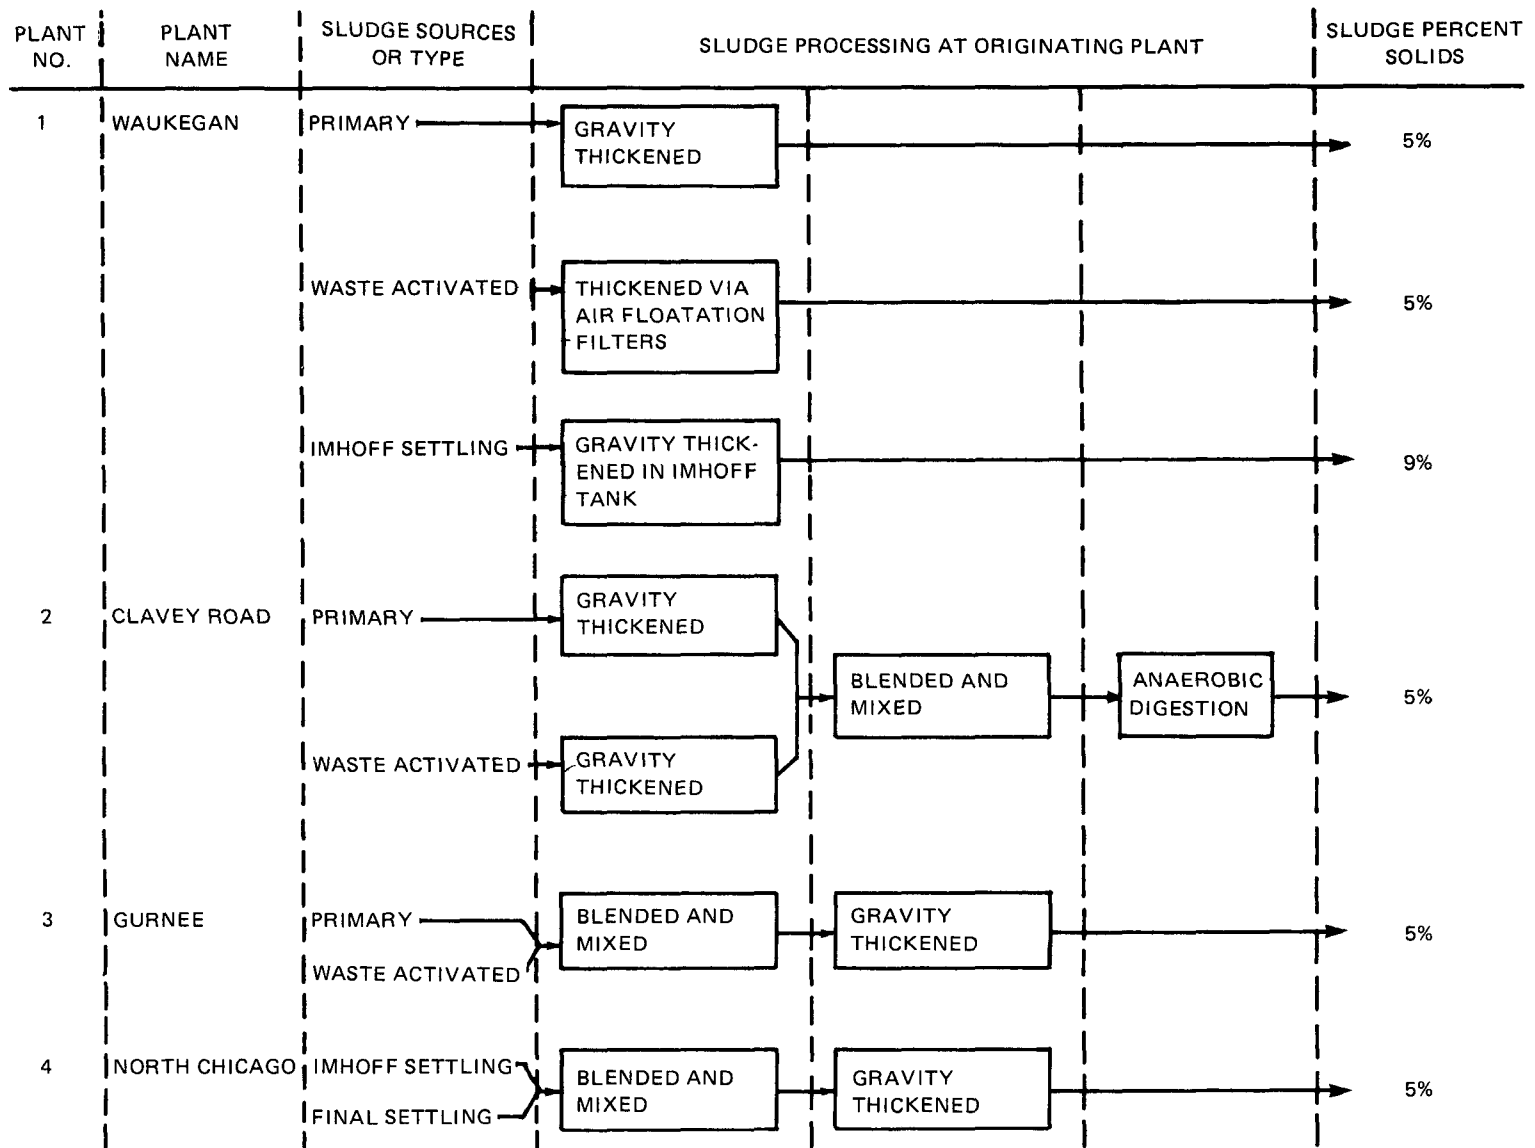 PLANT
NO.
PLANT
NAME
SLUDGE SOURCES
OR TYPE
SLUDGE PROCESSING AT ORIGINATING PLANT
SLUDGE PERCENT
SOLIDS
1
WAUKEGAN
PRIMARY
GRAVITY
THICKENED
5%
WASTE ACTIVATED
THICKENED VIA
AIR FLOATATION
FILTERS
5%
IMHOFF SETTLING
GRAVITY THICK-
ENED IN IMHOFF
TANK
9%
2
CLAVEY ROAD
PRIMARY
GRAVITY
THICKENED
WASTE ACTIVATED
GRAVITY
THICKENED
BLENDED AND
MIXED
ANAEROBIC
DIGESTION
5%
3
GURNEE
PRIMARY
WASTE ACTIVATED
BLENDED AND
MIXED
GRAVITY
THICKENED
5%
4
NORTH CHICAGO
IMHOFF SETTLING
FINAL SETTLING
BLENDED AND
MIXED
GRAVITY
THICKENED
5%